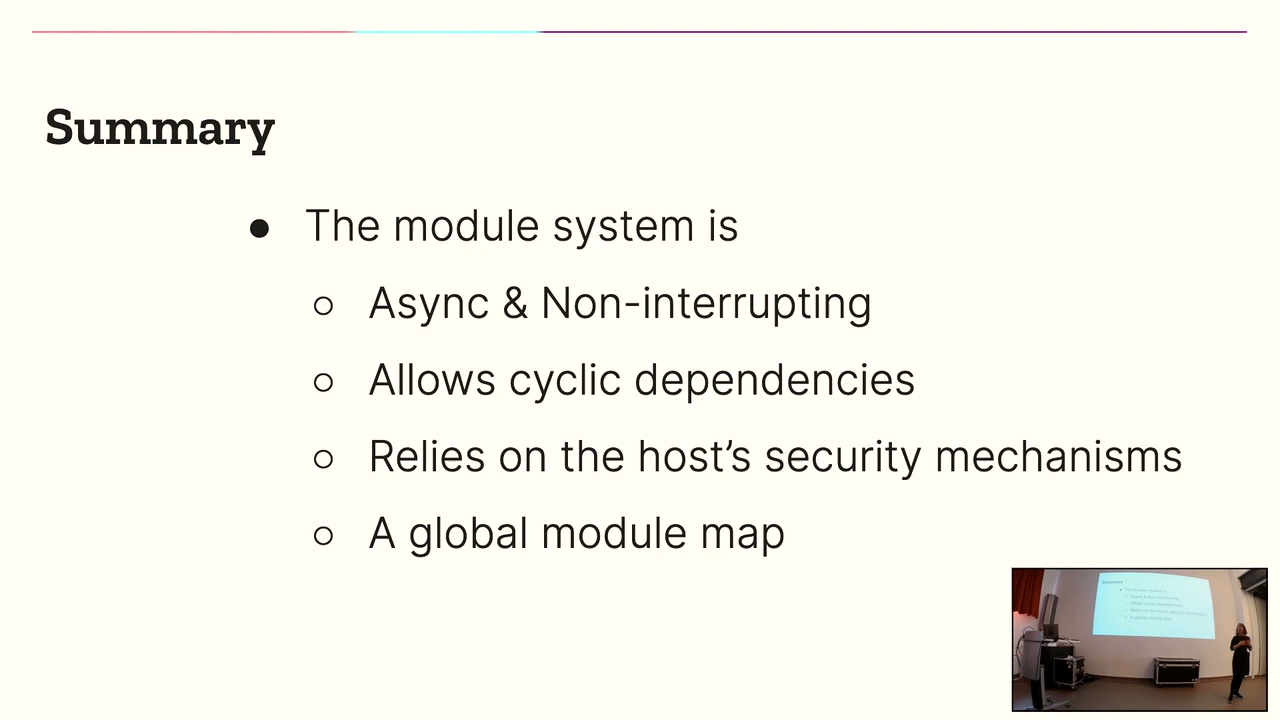 Summary
● The module system is
○ Async & Non-interrupting
○ Allows cyclic dependencies
○ Relies on the host’s security mechanisms
○ A global module map